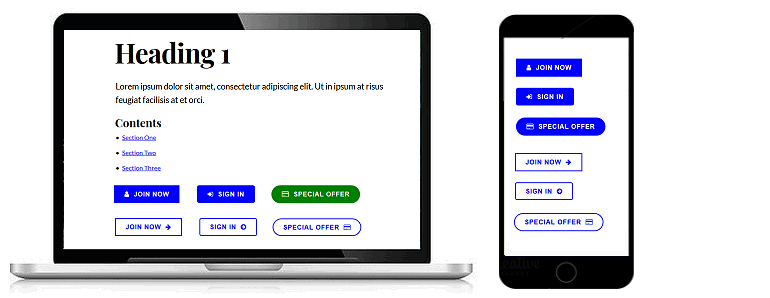 Heading 1
Lorem ipsum dolor sit amet, consectetur adipiscing elit. Ut in ipsum at risus
feugiat facilisis at et orci.
Contents
Section One
Section Two
Section Three
JOIN NOW SIGN IN SPECIAL OFFER
JOIN NOW SIGN IN SPECIAL OFFER
JOIN NOW
SIGN IN
SPECIAL OFFER
JOIN NOW
SIGN IN
SPECIAL OFFER